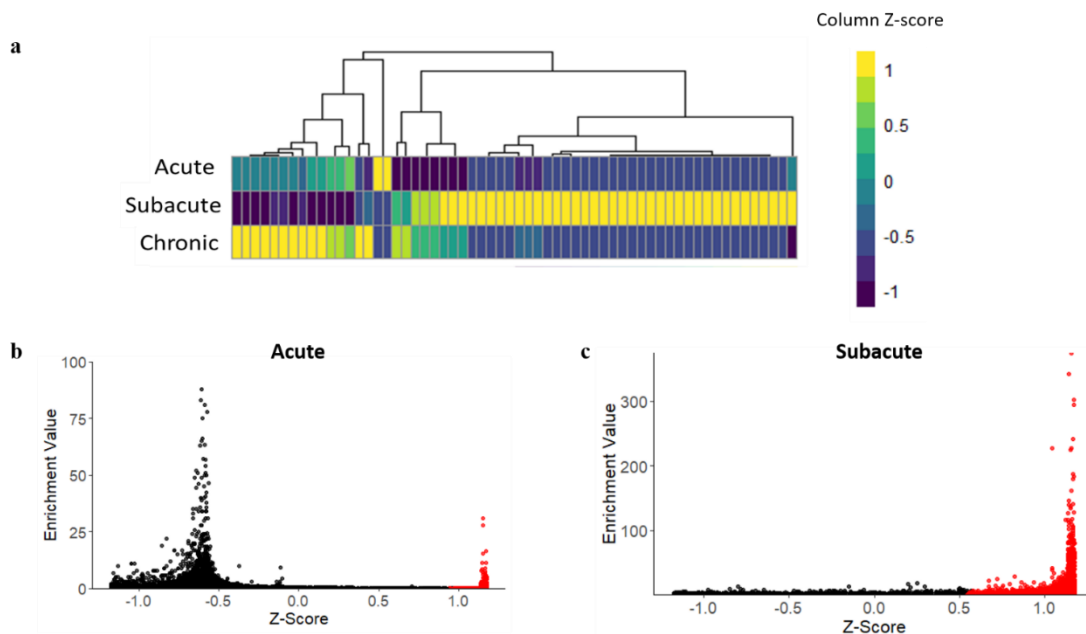 Column Z-score
a
1
0.5
0
-0.5
-1
Acute
Subacute
Chronic
b
Acute
100
75
50
25
0
Enrichment Value
-1.0 -0.5 0.0 0.5 1.0
Z-Score
c
Subacute
300
200
100
Enrichment Value
-1.0 -0.5 0.0 0.5 1.0
Z-Score